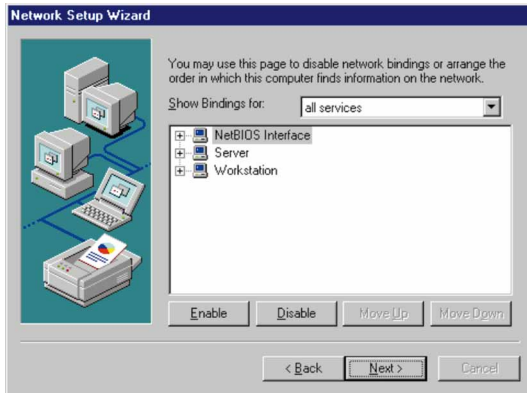 Network Setup Wizard
You may use this page to disable network bindings or arrange the
order in which this computer finds information on the network.
Show Bindings for:
all services
NetBIOS Interface
Server
Workstation
Enable
Disable
Move Up
Move Down
< Back
Next >
Cancel